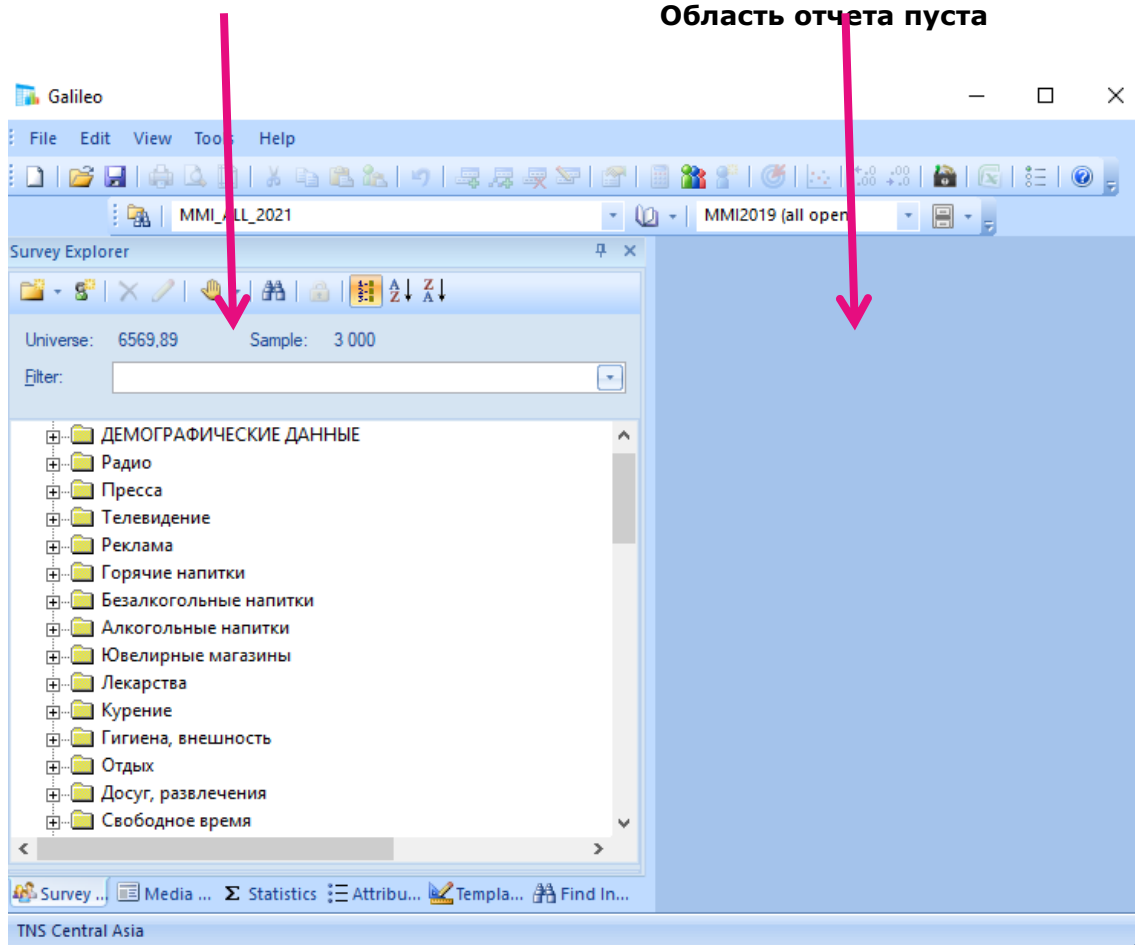 Область отчета пуста
Galileo
File Edit View Tools Help
MMI_ALL_2021 MMI2019 (all open
Survey Explorer
Universe: 6569,89 Sample: 3 000
Filter:
ДЕМОГРАФИЧЕСКИЕ ДАННЫЕ
Радио
Пресса
Телевидение
Реклама
Горячие напитки
Безалкогольные напитки
Алкогольные напитки
Ювелирные магазины
Лекарства
Курение
Гигиена, внешность
Отдых
Досуг, развлечения
Свободное время
Survey ... Media ... Σ Statistics Attribu... Templa... Find In...
TNS Central Asia